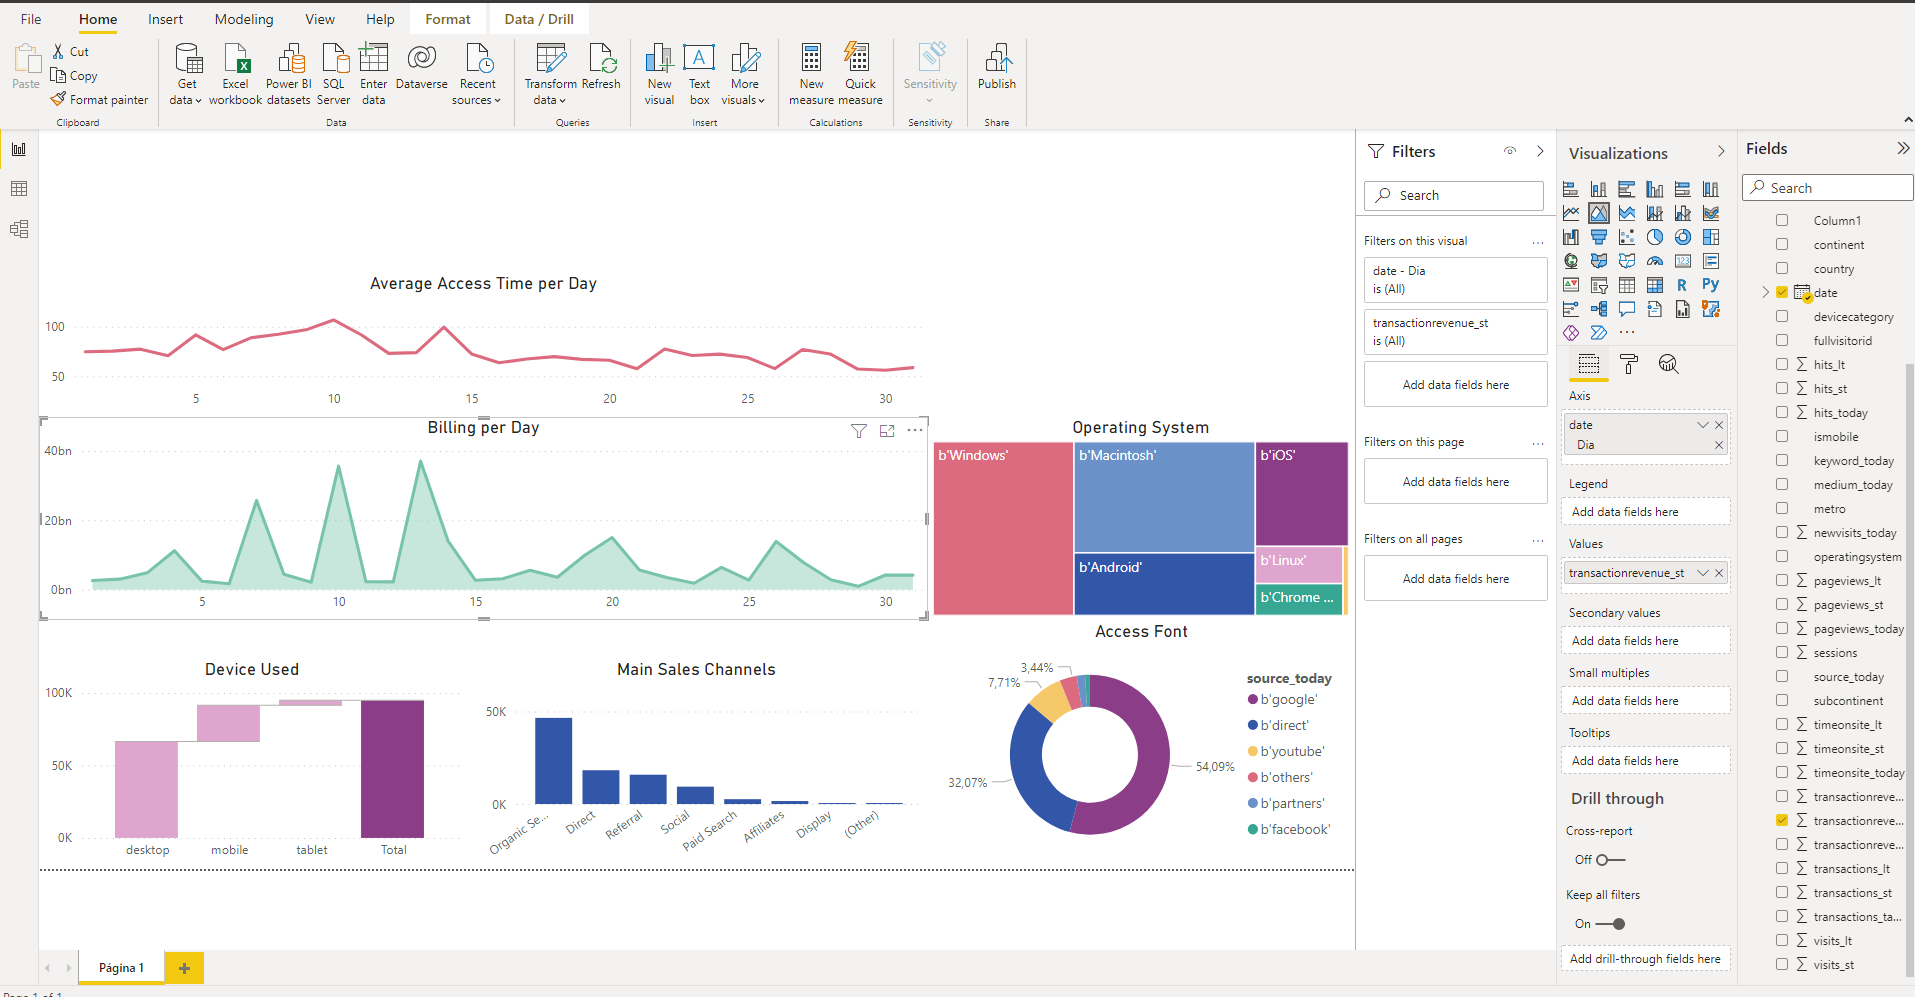 File Home Insert Modeling View Help Format Data / Drill
Paste
Cut
Copy
Format painter
Clipboard
Get data
Excel workbook
Power BI datasets
SQL Server
Enter data
Dataverse
Recent sources
Data
Transform data
Refresh
Queries
New visual
Text box
More visuals
Insert
New measure
Quick measure
Calculations
Sensitivity
Sensitivity
Publish
Share
Average Access Time per Day
100
50
5 10 15 20 25 30
Billing per Day
40bn
20bn
0bn
5 10 15 20 25 30
Operating System
b'Windows'
b'Macintosh'
b'iOS'
b'Android'
b'Linux'
b'Chrome ...
Device Used
100K
50K
0K
desktop mobile tablet Total
Main Sales Channels
50K
0K
Organic Se... Direct Referral Social Paid Search Affiliates Display (Other)
Access Font
3,44%
7,71%
32,07%
54,09%
source_today
b'google'
b'direct'
b'youtube'
b'others'
b'partners'
b'facebook'
Página 1
Page 1 of 1
Filters
Search
Filters on this visual
date - Dia
is (All)
transactionrevenue_st
is (All)
Add data fields here
Filters on this page
Add data fields here
Filters on all pages
Add data fields here
Visualizations
123
R Py
Axis
date
Dia
Legend
Add data fields here
Values
transactionrevenue_st
Secondary values
Add data fields here
Small multiples
Add data fields here
Tooltips
Add data fields here
Drill through
Cross-report
Off
Keep all filters
On
Add drill-through fields here
Fields
Search
Column1
continent
country
date
devicecategory
fullvisitorid
hits_lt
hits_st
hits_today
ismobile
keyword_today
medium_today
metro
newvisits_today
operatingsystem
pageviews_lt
pageviews_st
pageviews_today
sessions
source_today
subcontinent
timeonsite_lt
timeonsite_st
timeonsite_today
transactionreve...
transactionreve...
transactionreve...
transactions_lt
transactions_st
transactions_ta...
visits_lt
visits_st